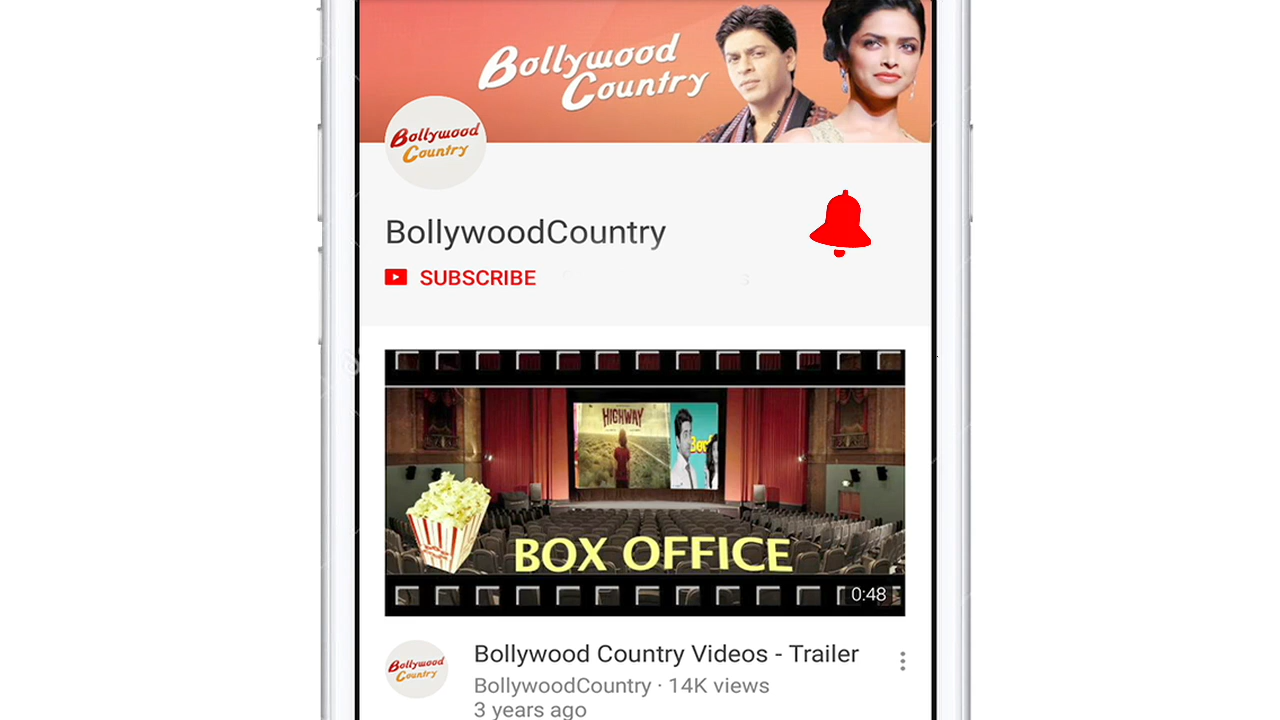 Bollywood
Country
Bollywood
Country
BollywoodCountry
SUBSCRIBE
HIGHWAY
BOX OFFICE
0:48
Bollywood
Country
Bollywood Country Videos - Trailer
BollywoodCountry · 14K views
3 years ago